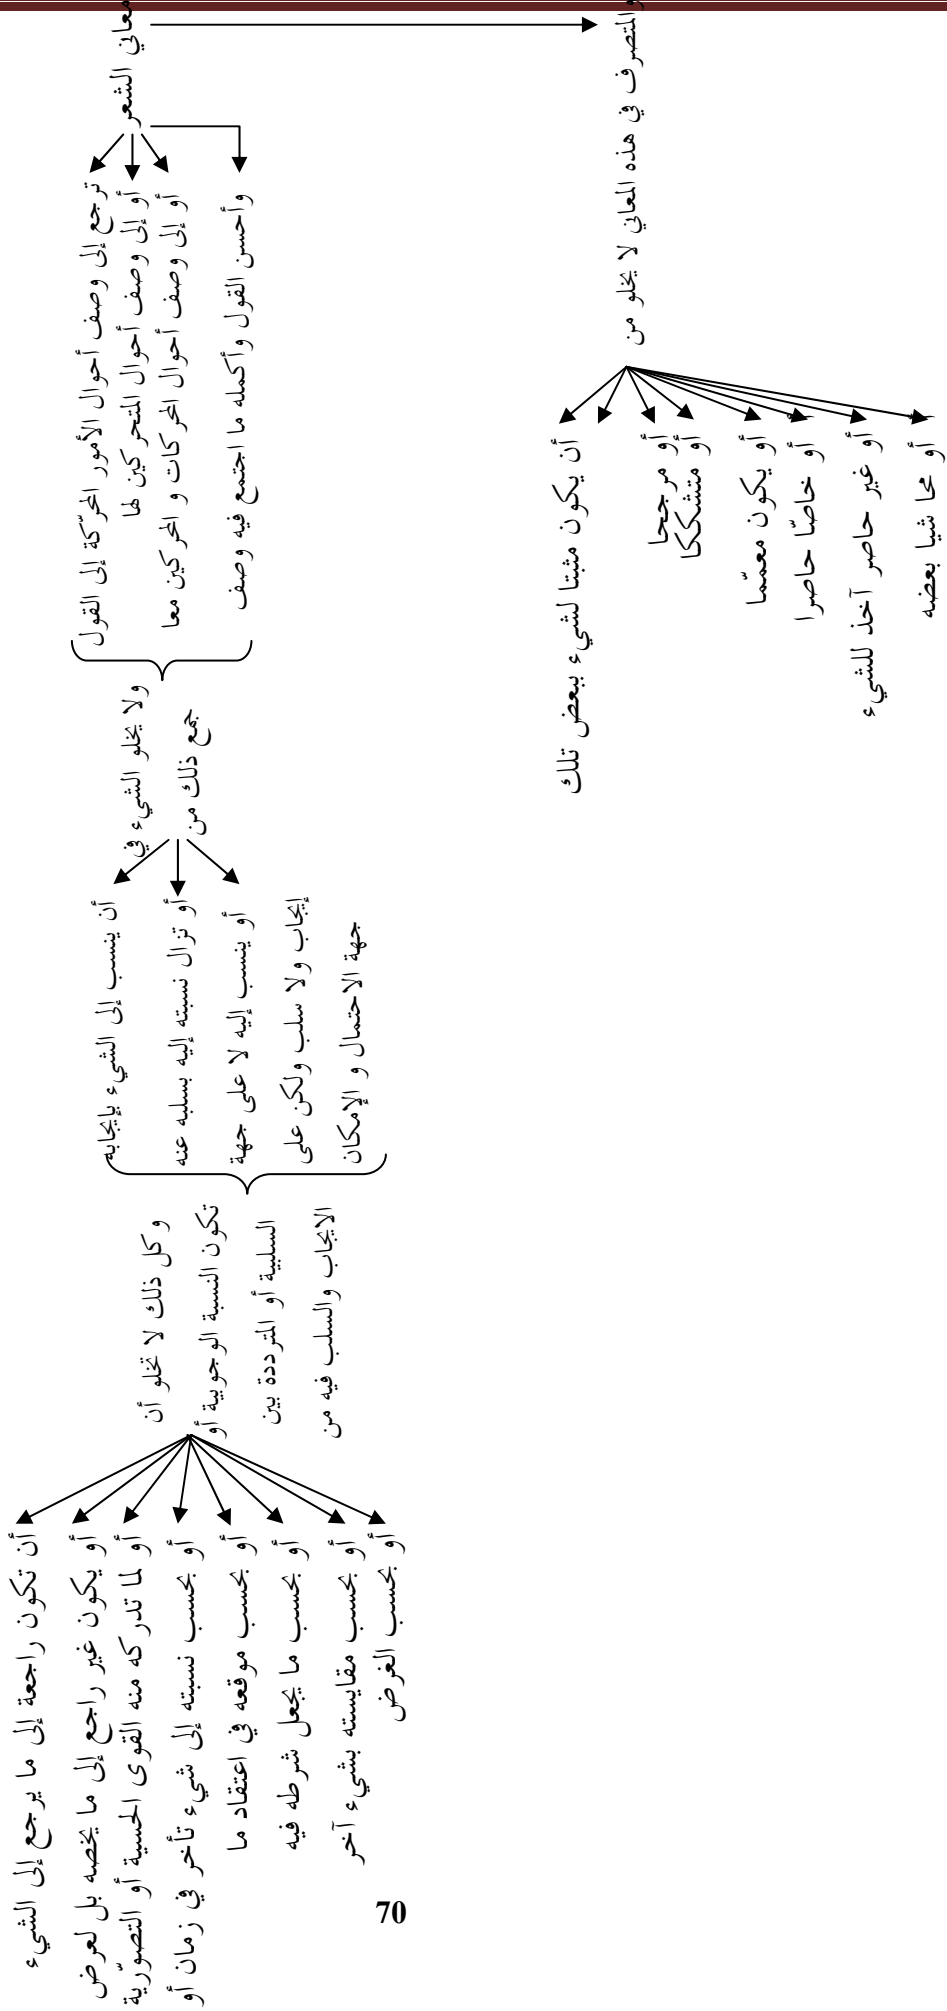 معاني الشعر
ترجع إلى وصف أحوال الأمور المحرّكة إلى القول
أو إلى وصف أحوال المتحركين لها
أو إلى وصف أحوال المحركات و المحركين معا
وأحسن القول وأكمله ما اجتمع فيه وصف
ولا يخلو الشيء في
جمع ذلك من
أن ينسب إلى الشيء بإيجابه
أو تزال نسبته إليه بسلبه عنه
أو ينسب إليه لا على جهة
إيجاب ولا سلب ولكن على
جهة الاحتمال و الإمكان
وكل ذلك لا تخلو أن
تكون النسبة الوجوبية أو
السلبية أو المترددة بين
الايجاب والسلب فيه من
أن تكون راجعة إلى ما يرجع إلى الشيء
أو يكون غير راجع إلى ما يخصه بل لعرض
أو لما تدركه منه القوى الحسية أو التصوّرية
أو بحسب نسبته إلى شيء تأخر في زمان أو
أو بحسب موقعه في اعتقاد ما
أو بحسب ما يجعل شرطه فيه
أو بحسب مقايسته بشيء آخر
أو بحسب الغرض
والمتصرف في هذه المعاني لا يخلو من
أن يكون مثبتا لشيء ببعض تلك
أو مرجحا
أو متشككا
أو يكون معمّما
أو خاصّا حاصرا
أو غير حاصر آخذ للشيء
أو محا شيا بعضه
70